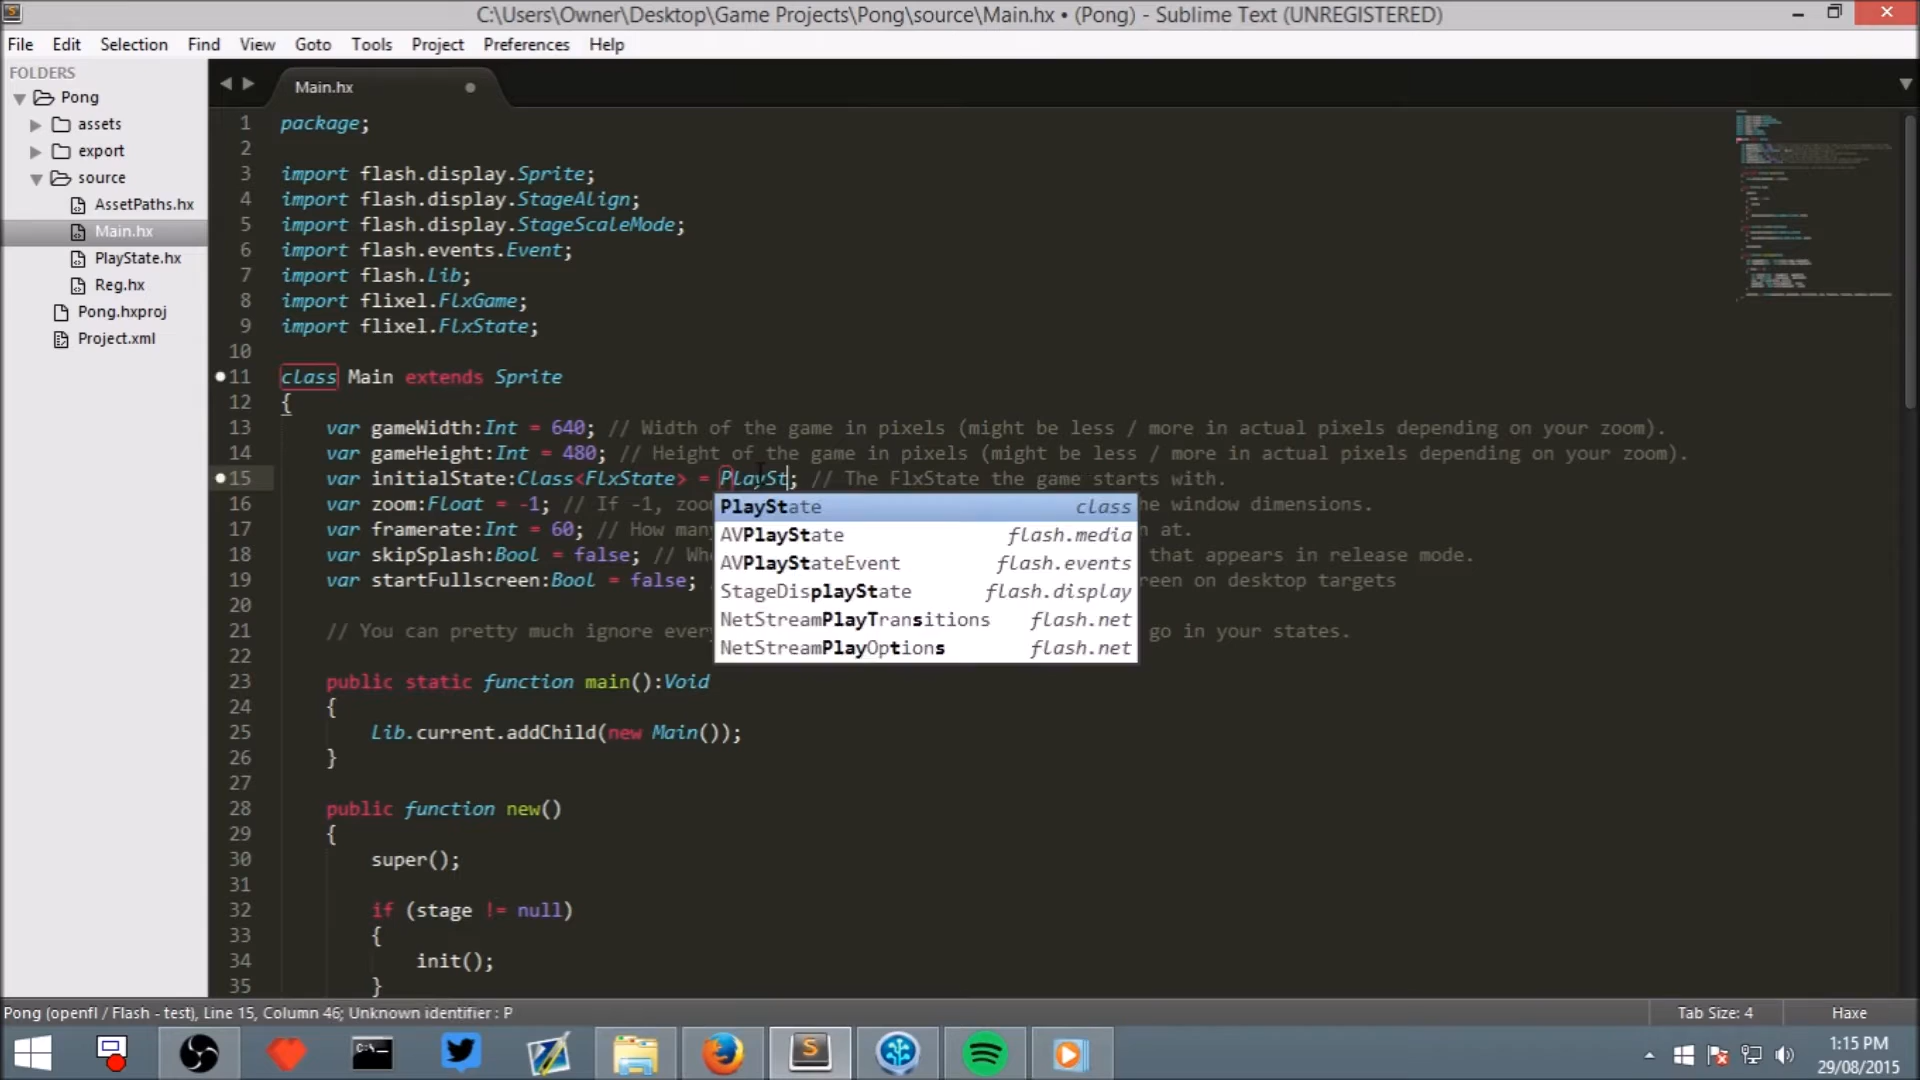 C:\Users\Owner\Desktop\Game Projects\Pong\source\Main.hx • (Pong) - Sublime Text (UNREGISTERED)
File Edit Selection Find View Goto Tools Project Preferences Help
FOLDERS
Pong
assets
export
source
AssetPaths.hx
Main.hx
PlayState.hx
Reg.hx
Pong.hxproj
Project.xml
Main.hx
1 package;
2
3 import flash.display.Sprite;
4 import flash.display.StageAlign;
5 import flash.display.StageScaleMode;
6 import flash.events.Event;
7 import flash.Lib;
8 import flixel.FlxGame;
9 import flixel.FlxState;
10
11 class Main extends Sprite
12 {
13 var gameWidth:Int = 640; // Width of the game in pixels (might be less / more in actual pixels depending on your zoom).
14 var gameHeight:Int = 480; // Height of the game in pixels (might be less / more in actual pixels depending on your zoom).
15 var initialState:Class<FlxState> = PlaySt; // The FlxState the game starts with.
16 var zoom:Float = -1; // If -1, zoo he window dimensions.
17 var framerate:Int = 60; // How man n at.
18 var skipSplash:Bool = false; // Wh that appears in release mode.
19 var startFullscreen:Bool = false; een on desktop targets
20
21 // You can pretty much ignore ever go in your states.
22
23 public static function main():Void
24 {
25 Lib.current.addChild(new Main());
26 }
27
28 public function new()
29 {
30 super();
31
32 if (stage != null)
33 {
34 init();
35 }
PlayState class
AVPlayState flash.media
AVPlayStateEvent flash.events
StageDisplayState flash.display
NetStreamPlayTransitions flash.net
NetStreamPlayOptions flash.net
Pong (openfl / Flash - test), Line 15, Column 46; Unknown identifier : P
Tab Size: 4
Haxe
1:15 PM
29/08/2015